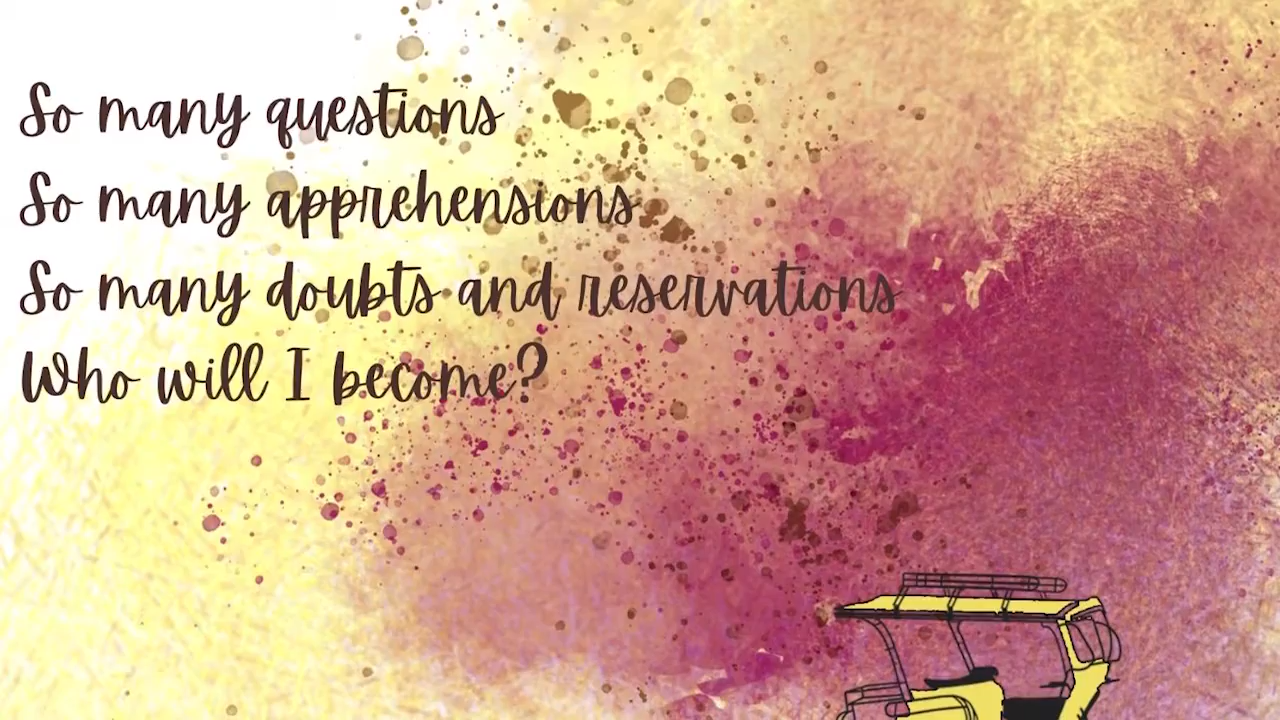 So many questions
So many apprehensions
So many doubts and reservations
Who will I become?